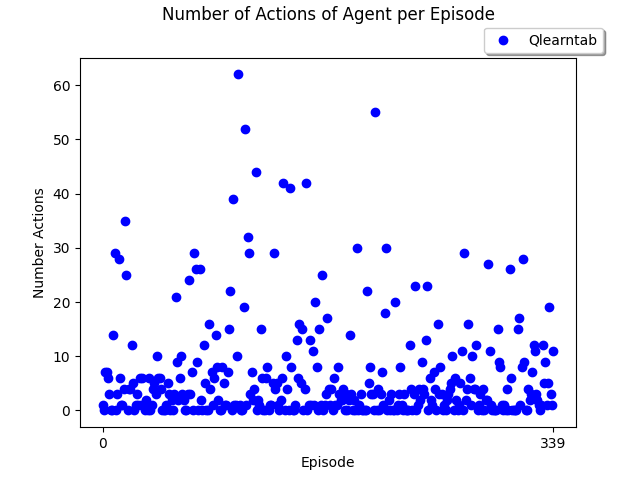 Number of Actions of Agent per Episode
Qlearntab
60
50
40
30
20
10
0
Number Actions
0
339
Episode